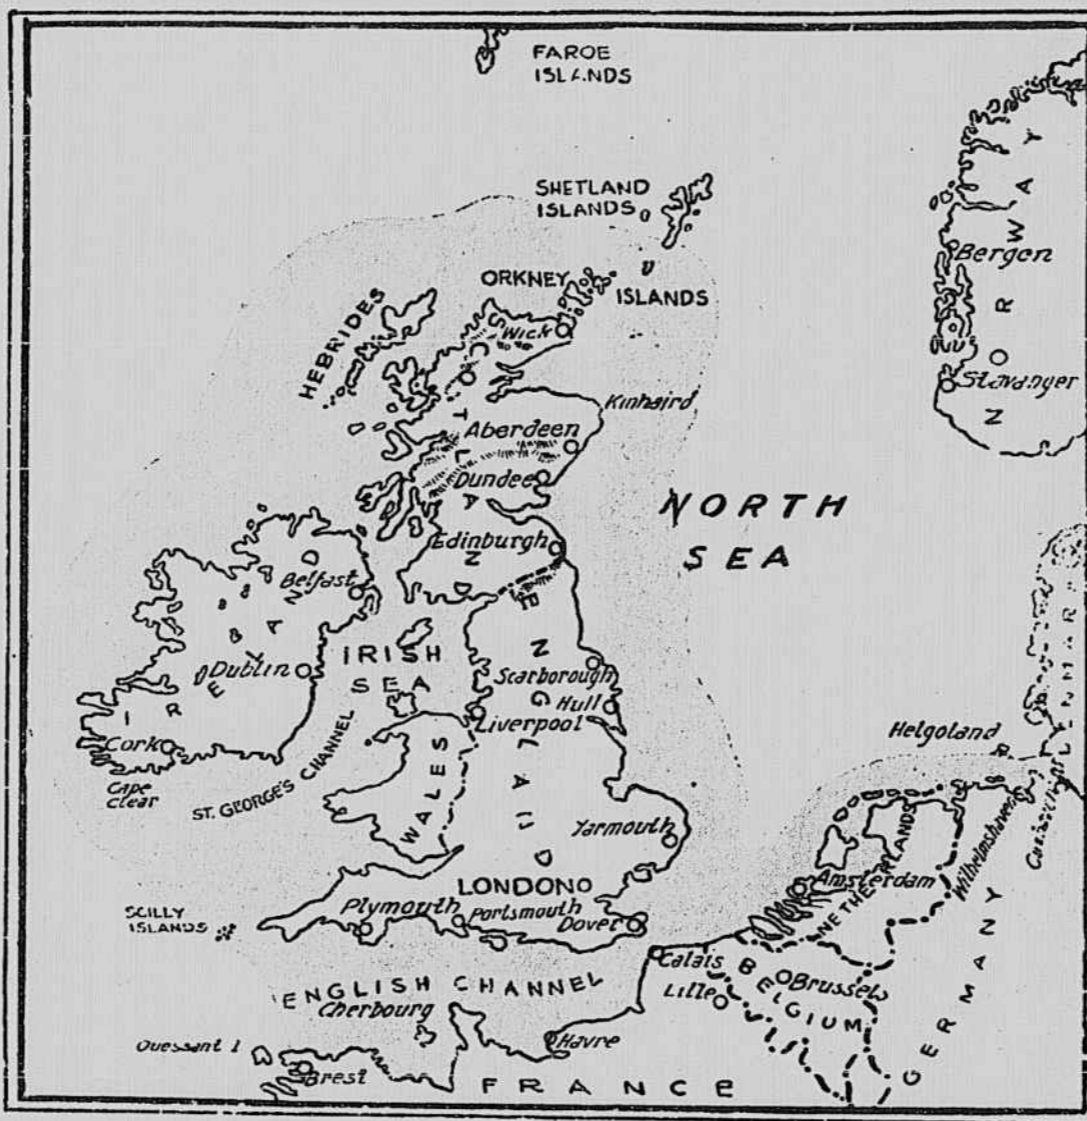 FAROE
ISLANDS
SHETLAND
ISLANDS
NORWAY
Bergen
Stavanger
ORKNEY
ISLANDS
HEBRIDES
SCOTLAND
Wick
Kinhaird
Aberdeen
Dundee
Edinburgh
NORTH
SEA
Belfast
IRELAND
Dublin
Cork
Cape
Clear
IRISH
SEA
ST. GEORGE'S CHANNEL
ENGLAND
Scarborough
Hull
Liverpool
WALES
Yarmouth
LONDON
Plymouth
Portsmouth
Dover
SCILLY
ISLANDS
ENGLISH CHANNEL
Cherbourg
Ouessant I
Brest
Havre
FRANCE
Calais
Lille
BELGIUM
Brussels
NETHERLANDS
Amsterdam
Helgoland
Wilhelmshaven
GERMANY